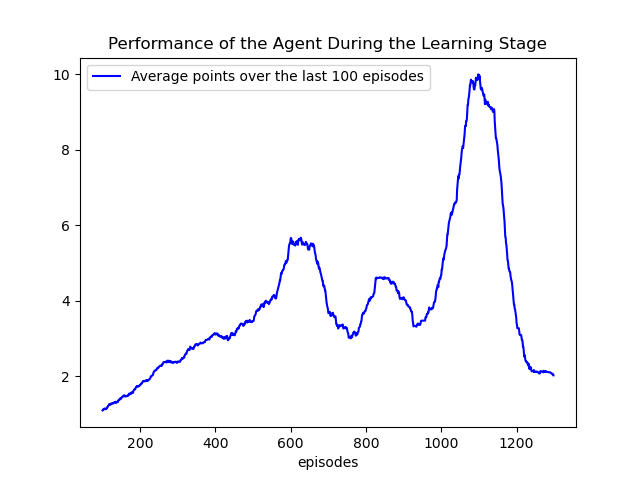 Performance of the Agent During the Learning Stage
Average points over the last 100 episodes
10
8
6
4
2
200 400 600 800 1000 1200
episodes